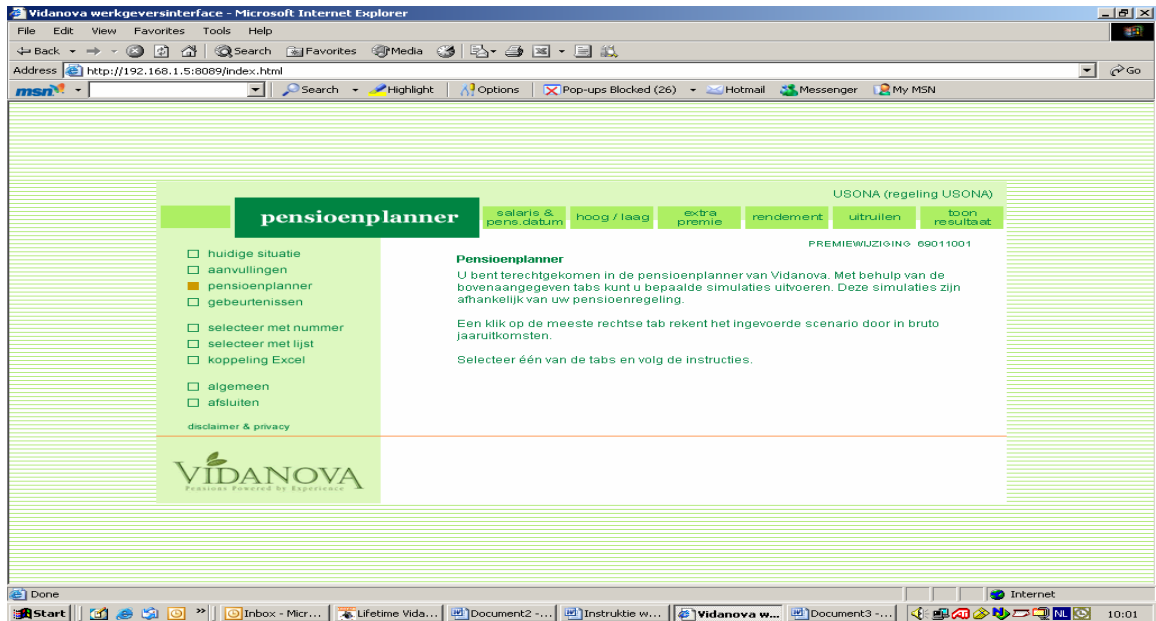 Vidanova werkgeversinterface - Microsoft Internet Explorer
File Edit View Favorites Tools Help
Back Search Favorites Media
Address http://192.168.1.5:8089/index.html Go
msn Search Highlight Options Pop-ups Blocked (26) Hotmail Messenger My MSN
USONA (regeling USONA)
pensioenplanner
salaris &
pens.datum
hoog / laag
extra
premie
rendement
uitruilen
toon
resultaat
PREMIEWIJZIGING 69011001
huidige situatie
aanvullingen
pensioenplanner
gebeurtenissen
selecteer met nummer
selecteer met lijst
koppeling Excel
algemeen
afsluiten
disclaimer & privacy
VIDANOVA
Pensions Powered by Experience
Pensioenplanner
U bent terechtgekomen in de pensioenplanner van Vidanova. Met behulp van de
bovenaangegeven tabs kunt u bepaalde simulaties uitvoeren. Deze simulaties zijn
afhankelijk van uw pensioenregeling.
Een klik op de meeste rechtse tab rekent het ingevoerde scenario door in bruto
jaaruitkomsten.
Selecteer één van de tabs en volg de instructies.
Done Internet
Start » Inbox - Micr... Lifetime Vida... Document2 -... Instruktie w... Vidanova w... Document3 -... NL 10:01